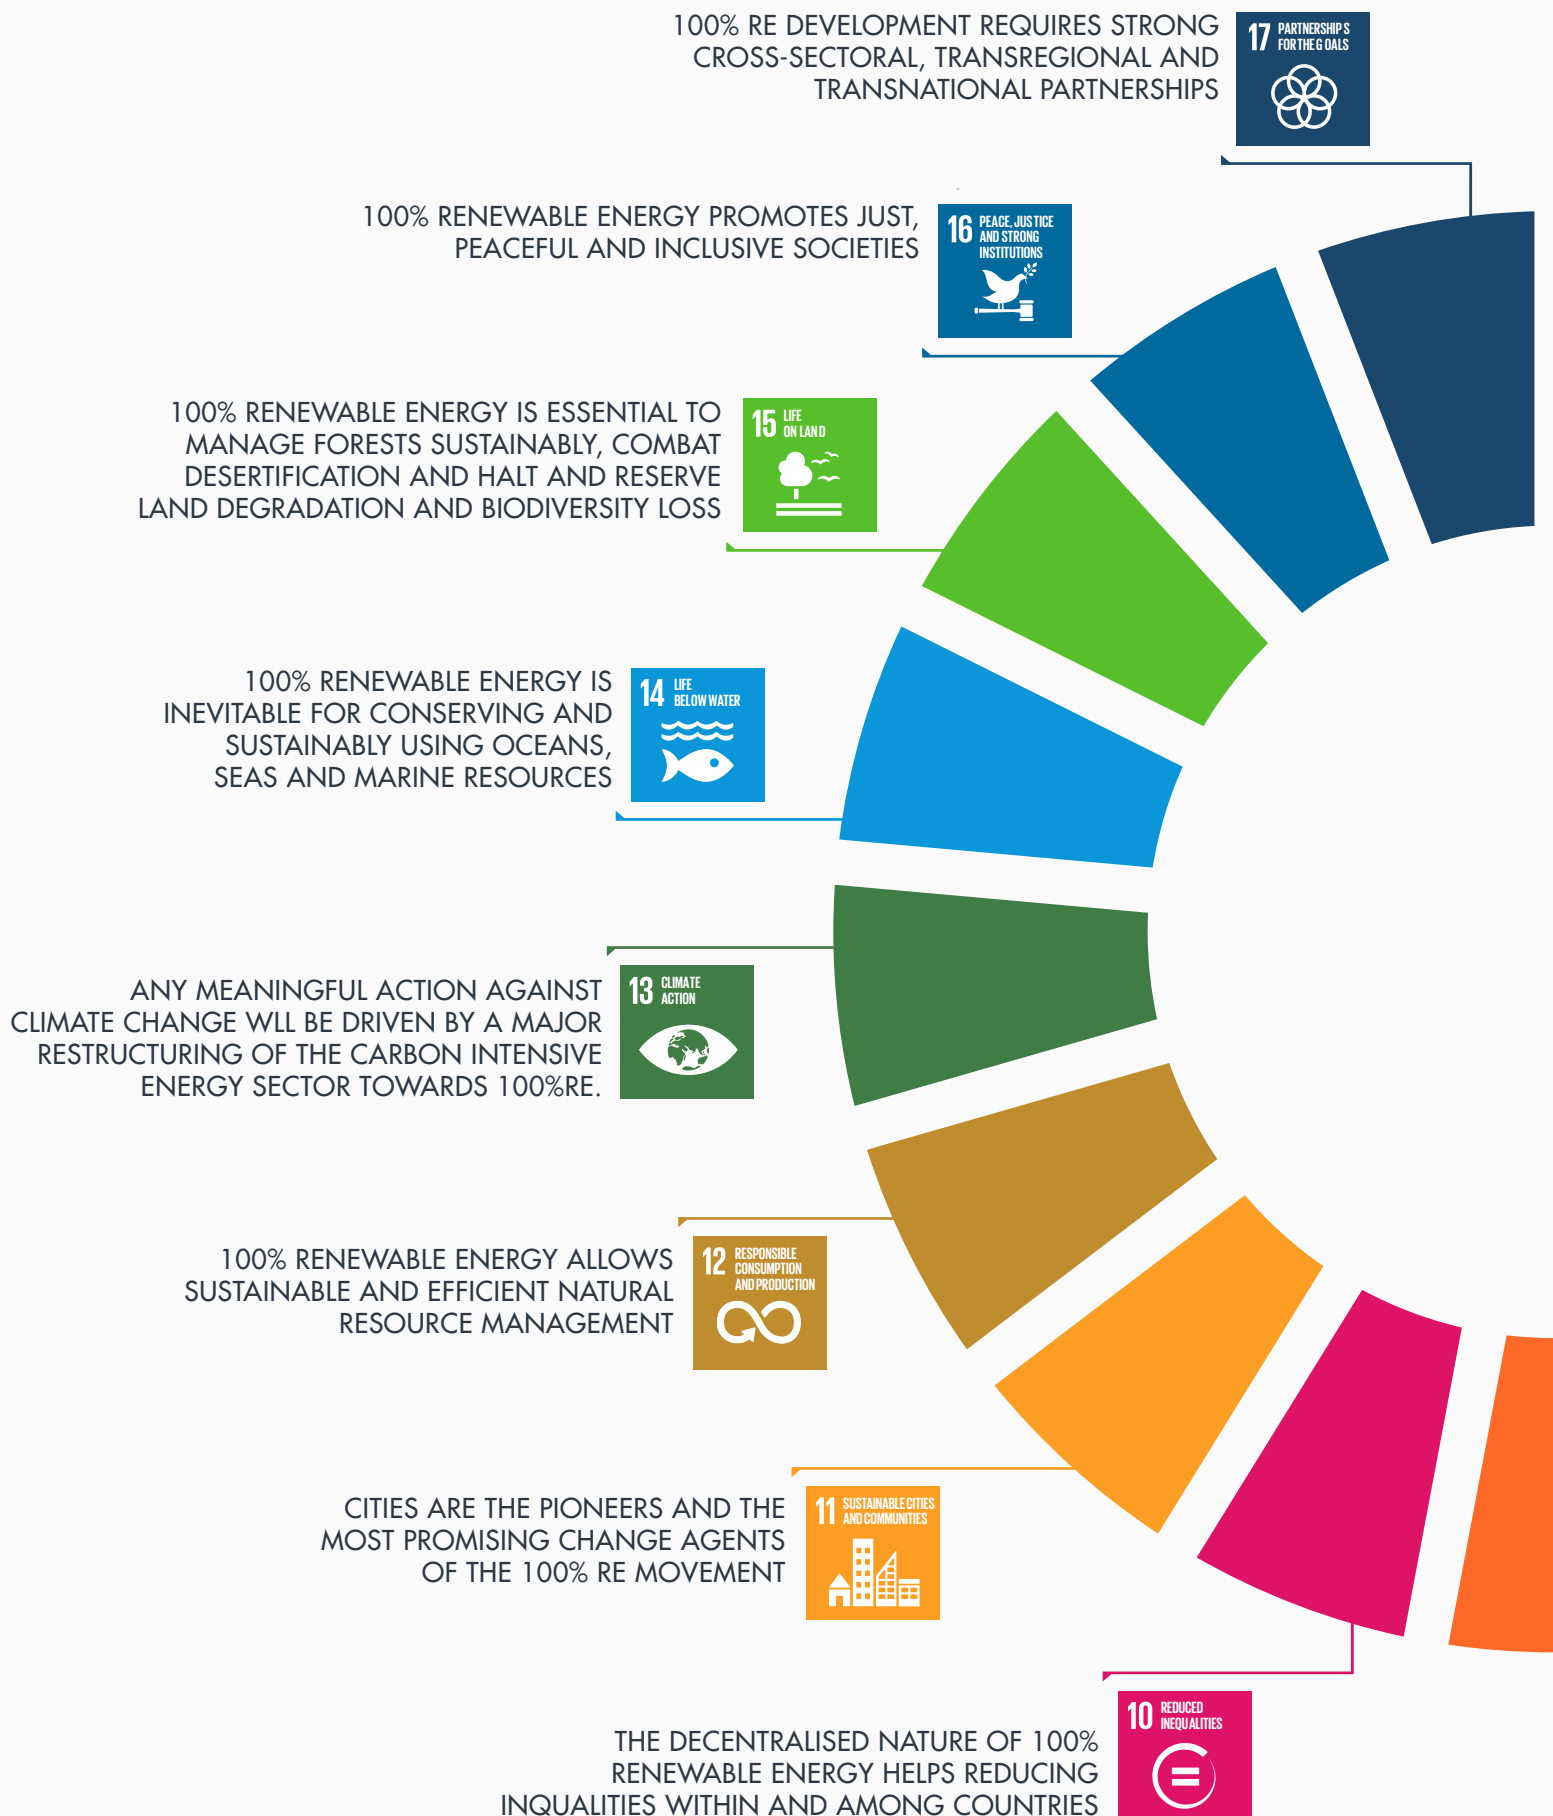 100% RE DEVELOPMENT REQUIRES STRONG
CROSS-SECTORAL, TRANSREGIONAL AND
TRANSNATIONAL PARTNERSHIPS
17 PARTNERSHIPS
FOR THE GOALS
100% RENEWABLE ENERGY PROMOTES JUST,
PEACEFUL AND INCLUSIVE SOCIETIES
16 PEACE, JUSTICE
AND STRONG
INSTITUTIONS
100% RENEWABLE ENERGY IS ESSENTIAL TO
MANAGE FORESTS SUSTAINABLY, COMBAT
DESERTIFICATION AND HALT AND RESERVE
LAND DEGRADATION AND BIODIVERSITY LOSS
15 LIFE
ON LAND
100% RENEWABLE ENERGY IS
INEVITABLE FOR CONSERVING AND
SUSTAINABLY USING OCEANS,
SEAS AND MARINE RESOURCES
14 LIFE
BELOW WATER
ANY MEANINGFUL ACTION AGAINST
CLIMATE CHANGE WLL BE DRIVEN BY A MAJOR
RESTRUCTURING OF THE CARBON INTENSIVE
ENERGY SECTOR TOWARDS 100%RE.
13 CLIMATE
ACTION
100% RENEWABLE ENERGY ALLOWS
SUSTAINABLE AND EFFICIENT NATURAL
RESOURCE MANAGEMENT
12 RESPONSIBLE
CONSUMPTION
AND PRODUCTION
CITIES ARE THE PIONEERS AND THE
MOST PROMISING CHANGE AGENTS
OF THE 100% RE MOVEMENT
11 SUSTAINABLE CITIES
AND COMMUNITIES
THE DECENTRALISED NATURE OF 100%
RENEWABLE ENERGY HELPS REDUCING
INQUALITIES WITHIN AND AMONG COUNTRIES
10 REDUCED
INEQUALITIES